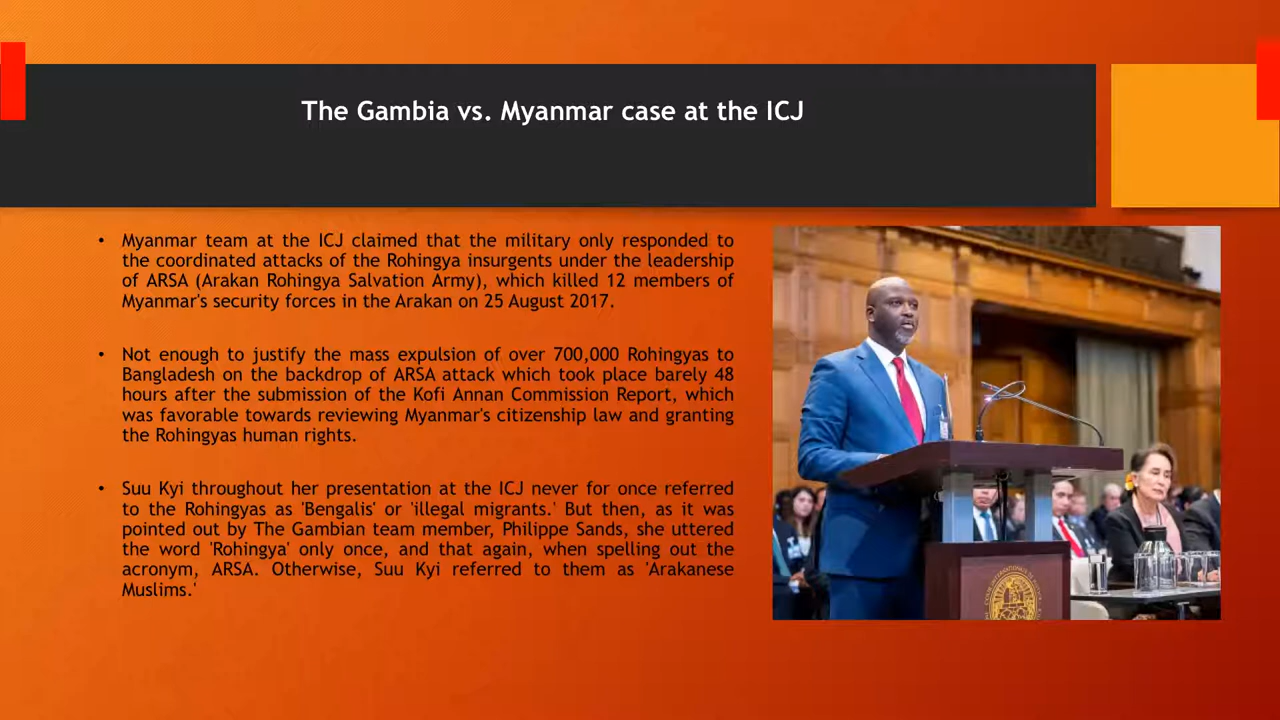 The Gambia vs. Myanmar case at the ICJ
• Myanmar team at the ICJ claimed that the military only responded to
the coordinated attacks of the Rohingya insurgents under the leadership
of ARSA (Arakan Rohingya Salvation Army), which killed 12 members of
Myanmar's security forces in the Arakan on 25 August 2017.
• Not enough to justify the mass expulsion of over 700,000 Rohingyas to
Bangladesh on the backdrop of ARSA attack which took place barely 48
hours after the submission of the Kofi Annan Commission Report, which
was favorable towards reviewing Myanmar's citizenship law and granting
the Rohingyas human rights.
• Suu Kyi throughout her presentation at the ICJ never for once referred
to the Rohingyas as 'Bengalis' or 'illegal migrants.' But then, as it was
pointed out by The Gambian team member, Philippe Sands, she uttered
the word 'Rohingya' only once, and that again, when spelling out the
acronym, ARSA. Otherwise, Suu Kyi referred to them as 'Arakanese
Muslims.'